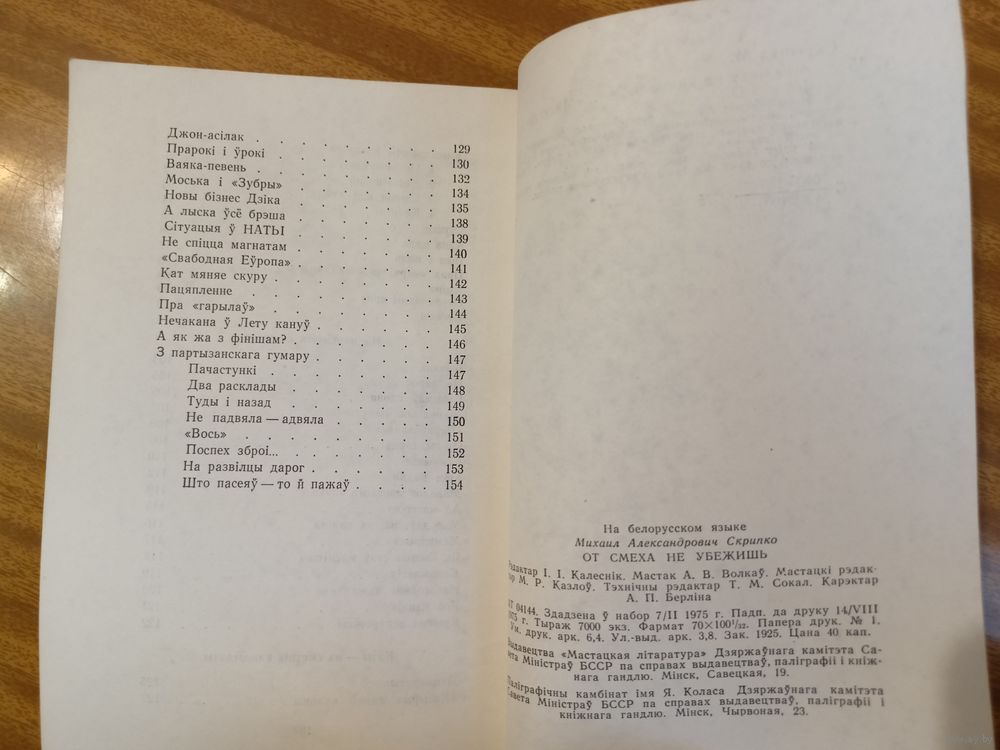 Джон-асілак . . . . . . . 129
Прарокі і ўрокі . . . . . . . 130
Ваяка-певень . . . . . . . 132
Моська і «Зубры» . . . . . . 134
Новы бізнес Дзіка . . . . . . 135
А лыска ўсё брэша . . . . . . 138
Сітуацыя ў НАТЫ . . . . . . 139
Не спіцца магнатам . . . . . . 140
«Свабодная Еўропа» . . . . . . 141
Кат мяняе скуру . . . . . . . 142
Пацяпленне . . . . . . . 143
Пра «гарылаў» . . . . . . . 144
Нечакана ў Лету кануў . . . . . 145
А як жа з фінішам? . . . . . . 146
З партызанскага гумару . . . . . 147
Пачастункі . . . . . . . 147
Два расклады . . . . . . 148
Туды і назад . . . . . . 149
Не падвяла — адвяла . . . . . 150
«Вось» . . . . . . . . 151
Поспех зброі... . . . . . . 152
На развілцы дарог . . . . . 153
Што пасеяў — то й пажаў . . . . 154
На белорусском языке
Михаил Александрович Скрипко
ОТ СМЕХА НЕ УБЕЖИШЬ
Рэдактар І. І. Калеснік. Мастак А. В. Волкаў. Мастацкі рэдак-
тар М. Р. Казлоў. Тэхнічны рэдактар Т. М. Сокал. Карэктар
А. П. Берліна
04144. Здадзена ў набор 7/II 1975 г. Падп. да друку 14/VIII
1975 г. Тыраж 7000 экз. Фармат 70×100¹/₃₂. Папера друк. № 1.
Ум. друк. арк. 6,4. Ул.-выд. арк. 3,8. Зак. 1925. Цана 40 кап.
Выдавецтва «Мастацкая літаратура» Дзяржаўнага камітэта Са-
вета Міністраў БССР па справах выдавецтваў, паліграфіі і кніж-
нага гандлю. Мінск, Савецкая, 19.
Паліграфічны камбінат імя Я. Коласа Дзяржаўнага камітэта
Савета Міністраў БССР па справах выдавецтваў, паліграфіі і
кніжнага гандлю. Мінск, Чырвоная, 23.